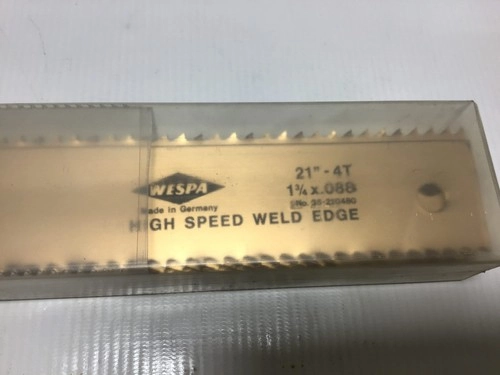 WESPA
Made in Germany
21" - 4T
1¾ x .088
HIGH SPEED WELD EDGE